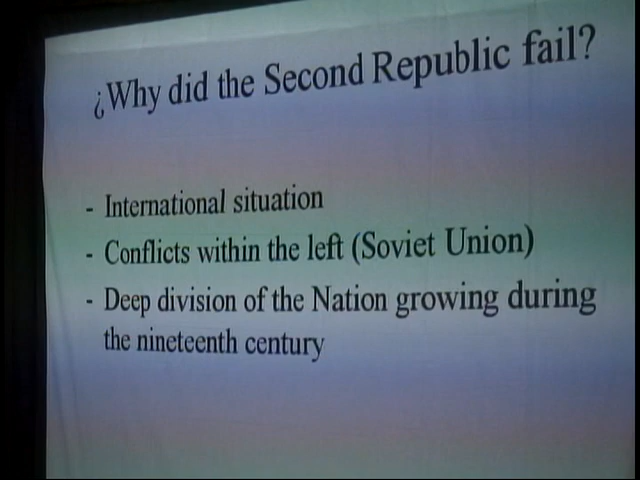 ¿Why did the Second Republic fail?
- International situation
- Conflicts within the left (Soviet Union)
- Deep division of the Nation growing during
the nineteenth century